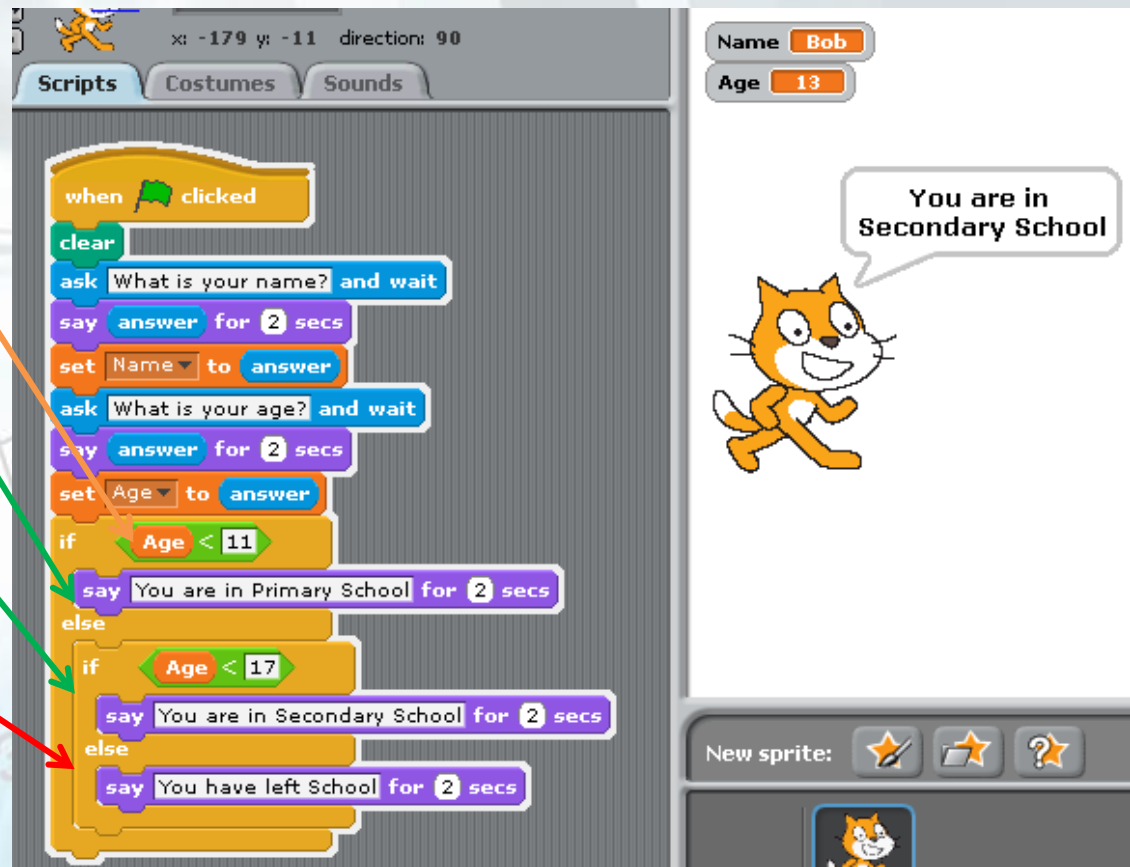 x: -179 y: -11 direction: 90
Scripts Costumes Sounds
when clicked
clear
ask What is your name? and wait
say answer for 2 secs
set Name to answer
ask What is your age? and wait
say answer for 2 secs
set Age to answer
if Age < 11
say You are in Primary School for 2 secs
else
if Age < 17
say You are in Secondary School for 2 secs
else
say You have left School for 2 secs
Name Bob
Age 13
You are in
Secondary School
New sprite: